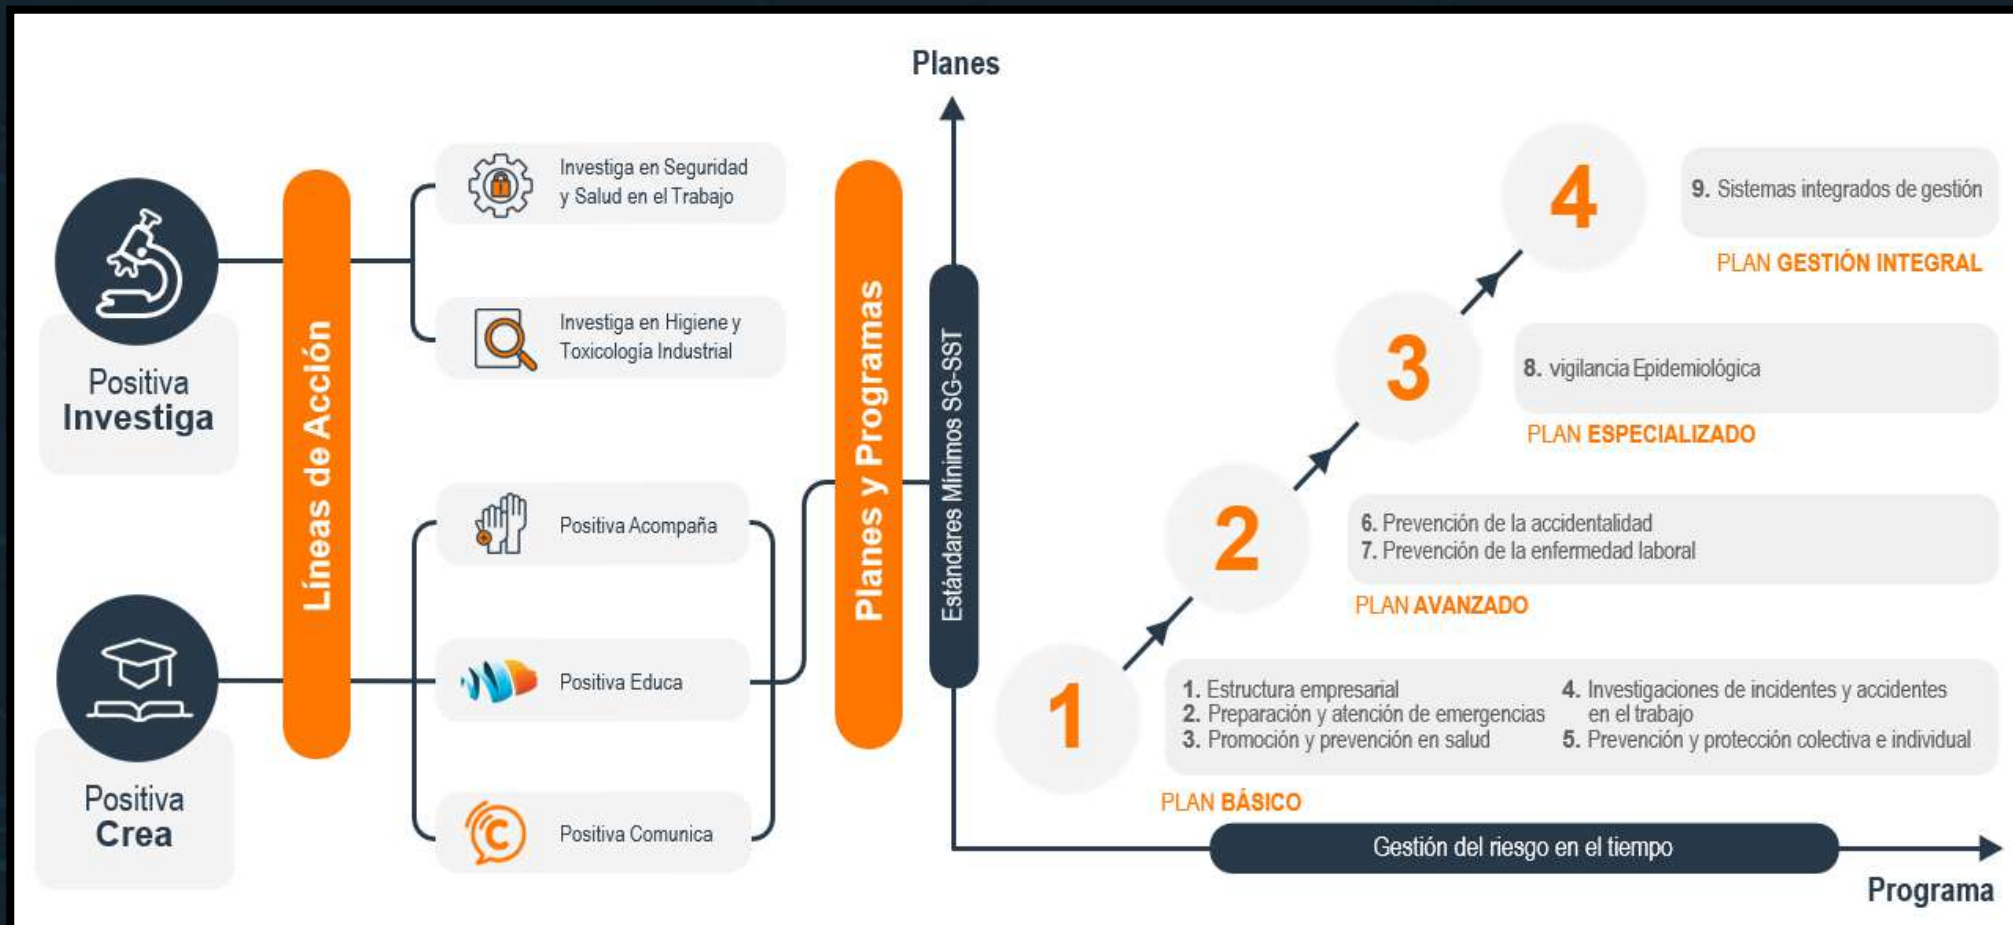 Positiva
Investiga
Positiva
Crea
Líneas de Acción
Investiga en Seguridad
y Salud en el Trabajo
Investiga en Higiene y
Toxicología Industrial
Positiva Acompaña
Positiva Educa
C
Positiva Comunica
Planes y Programas
Planes
Estándares Mínimos SG-SST
4
9. Sistemas integrados de gestión
PLAN GESTIÓN INTEGRAL
3
8. vigilancia Epidemiológica
PLAN ESPECIALIZADO
2
6. Prevención de la accidentalidad
7. Prevención de la enfermedad laboral
PLAN AVANZADO
1
1. Estructura empresarial
2. Preparación y atención de emergencias
3. Promoción y prevención en salud
4. Investigaciones de incidentes y accidentes
en el trabajo
5. Prevención y protección colectiva e individual
PLAN BÁSICO
Gestión del riesgo en el tiempo
Programa